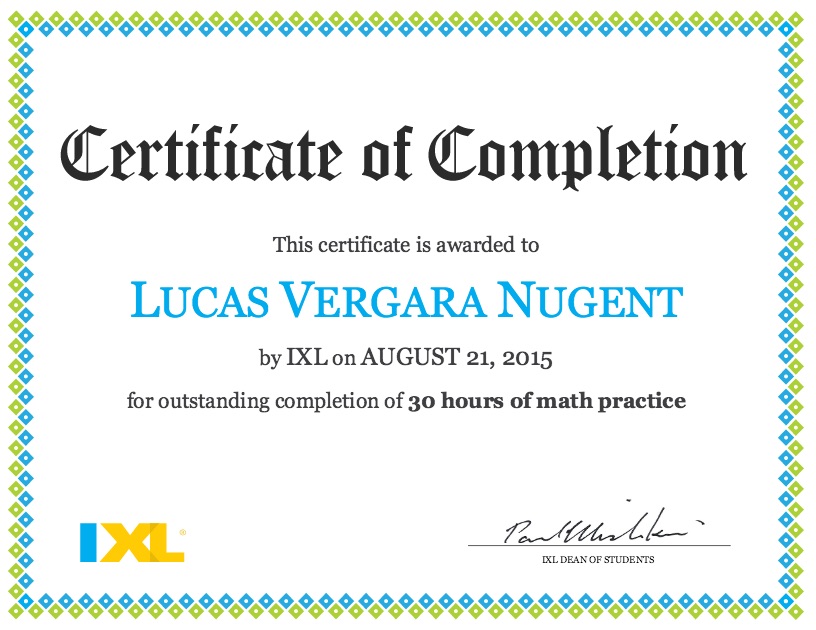 Certificate of Completion
This certificate is awarded to
LUCAS VERGARA NUGENT
by IXL on AUGUST 21, 2015
for outstanding completion of 30 hours of math practice
IXL®
IXL DEAN OF STUDENTS